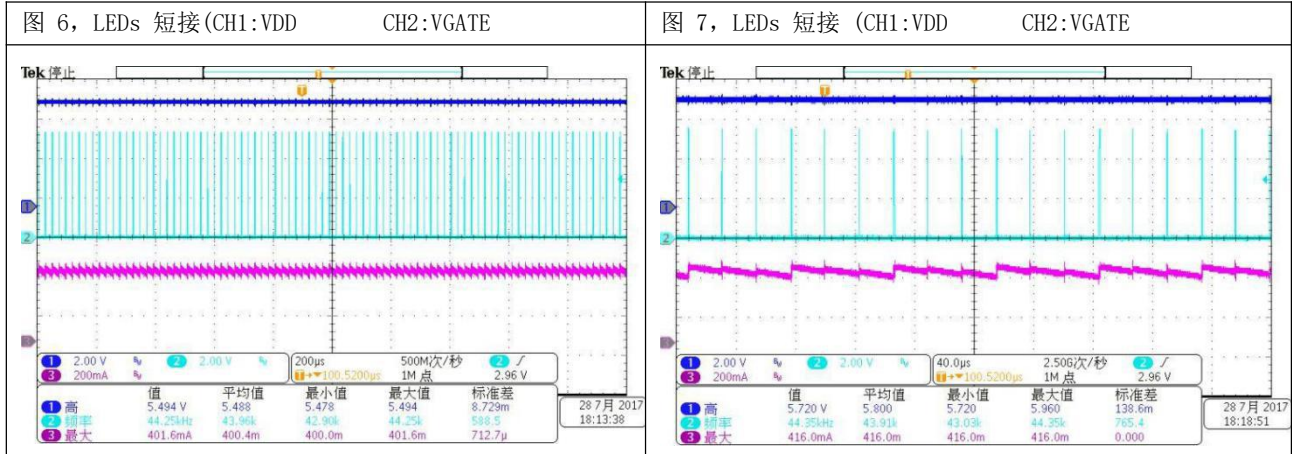 图 6，LEDs 短接(CH1:VDD CH2:VGATE
图 7，LEDs 短接 (CH1:VDD CH2:VGATE
Tek 停止
T
T
1
2
3
1 2.00 V 2 2.00 V 200µs 500M次/秒 2
3 200mA T→▼100.5200µs 1M 点 2.96 V
值 平均值 最小值 最大值 标准差
1 高 5.494 V 5.488 5.478 5.494 8.729m
2 频率 44.25kHz 43.96k 42.90k 44.25k 588.5
3 最大 401.6mA 400.4m 400.0m 401.6m 712.7µ
28 7月 2017
18:13:38
Tek 停止
T
T
1
2
3
1 2.00 V 2 2.00 V 40.0µs 2.50G次/秒 2
3 200mA T→▼100.5200µs 1M 点 2.96 V
值 平均值 最小值 最大值 标准差
1 高 5.720 V 5.800 5.720 5.960 138.6m
2 频率 44.35kHz 43.91k 43.03k 44.35k 765.4
3 最大 416.0mA 416.0m 416.0m 416.0m 0.000
28 7月 2017
18:18:51